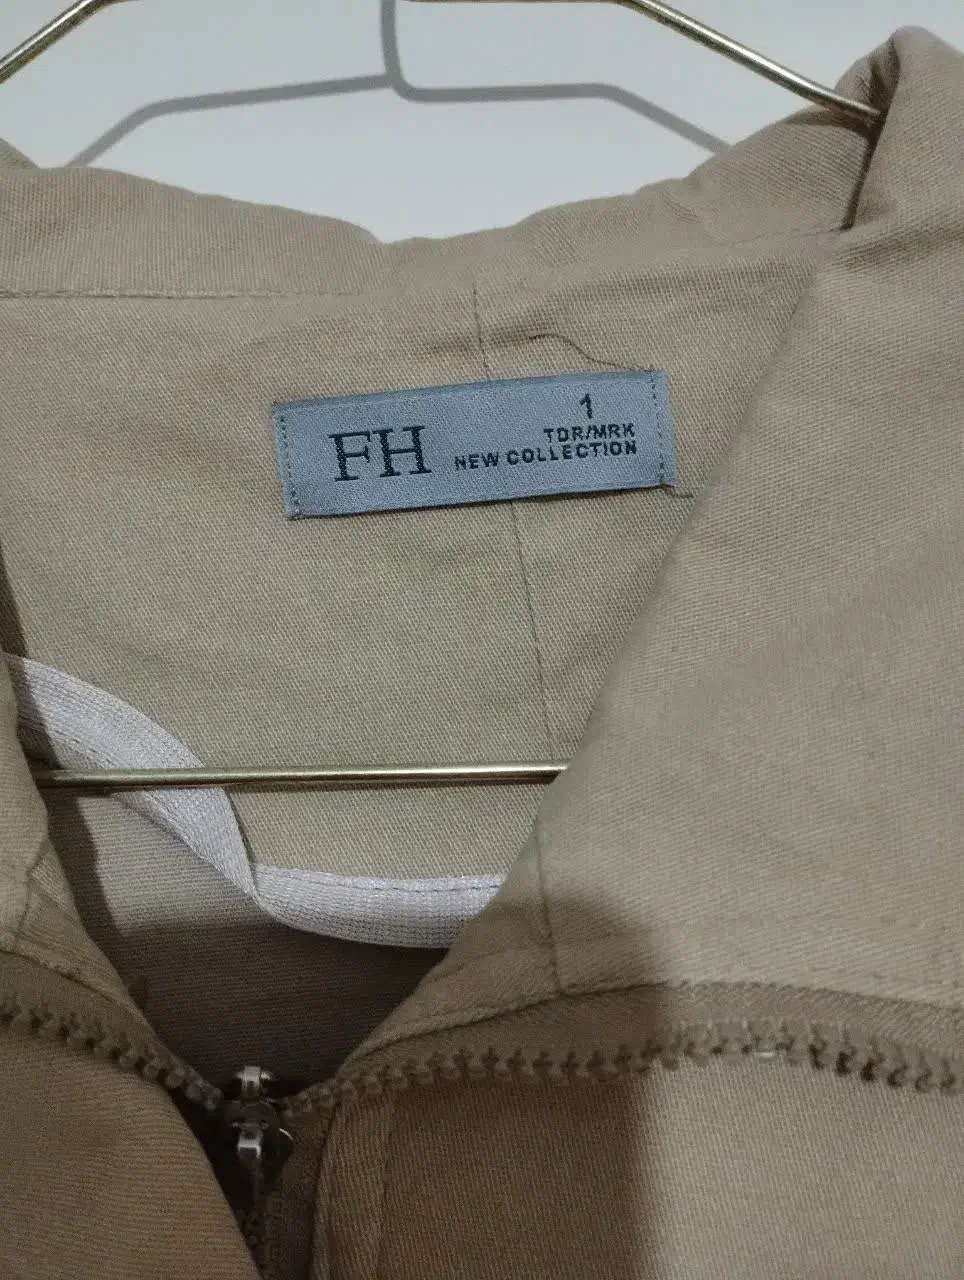 FH
1
TDR/MRK
NEW COLLECTION